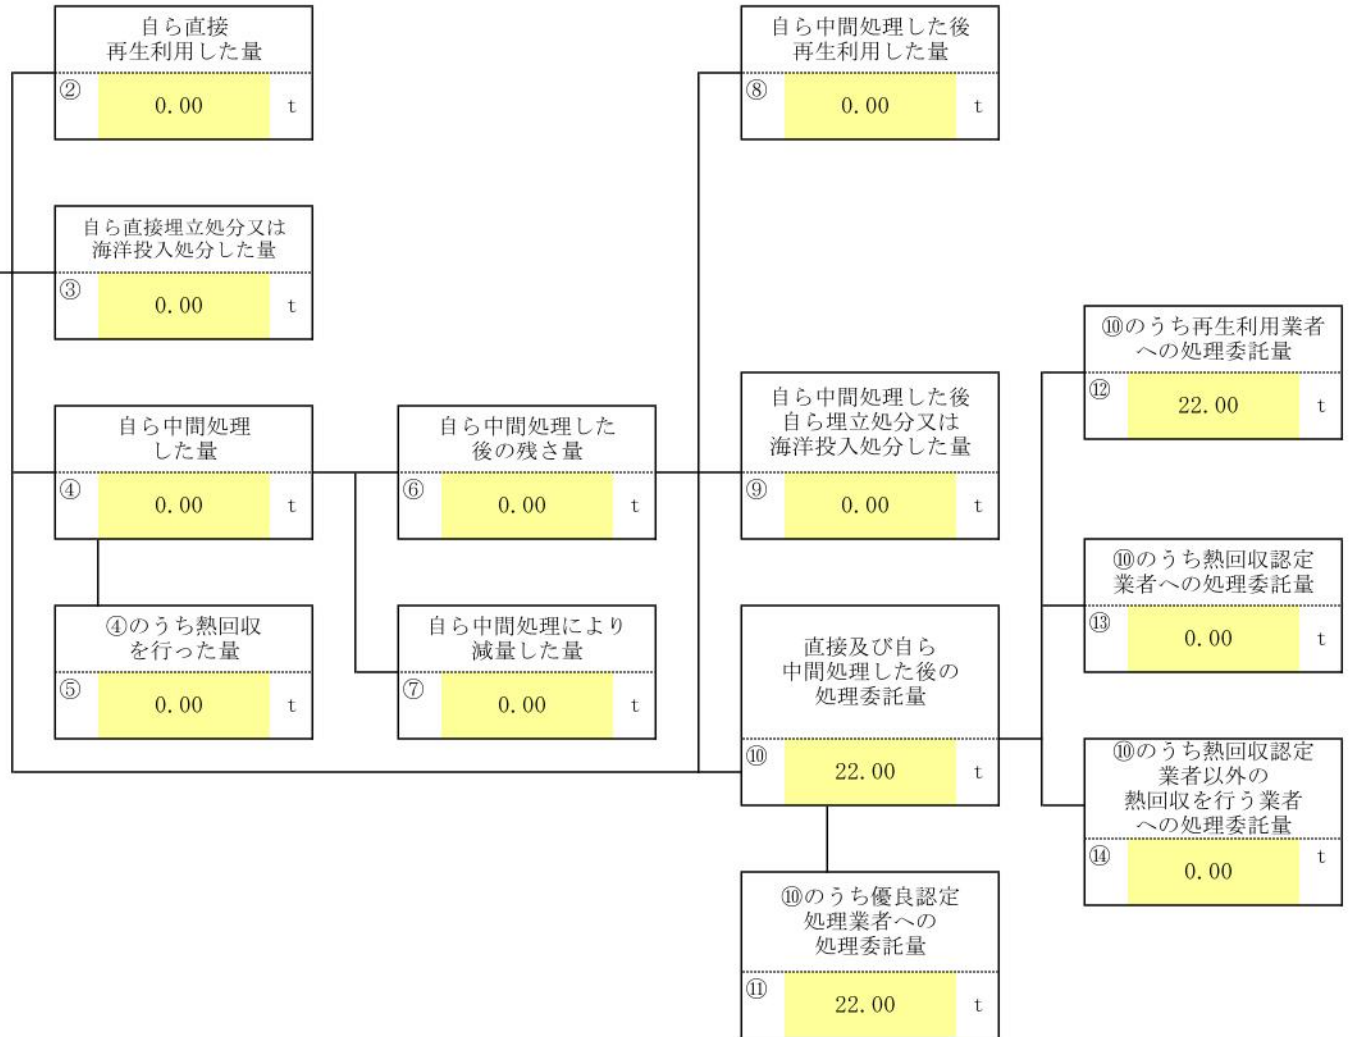 自ら直接
再生利用した量
②
0.00
t
自ら直接埋立処分又は
海洋投入処分した量
③
0.00
t
自ら中間処理
した量
④
0.00
t
④のうち熱回収
を行った量
⑤
0.00
t
自ら中間処理した
後の残さ量
⑥
0.00
t
自ら中間処理により
減量した量
⑦
0.00
t
自ら中間処理した後
再生利用した量
⑧
0.00
t
自ら中間処理した後
自ら埋立処分又は
海洋投入処分した量
⑨
0.00
t
直接及び自ら
中間処理した後の
処理委託量
⑩
22.00
t
⑩のうち優良認定
処理業者への
処理委託量
⑪
22.00
t
⑩のうち再生利用業者
への処理委託量
⑫
22.00
t
⑩のうち熱回収認定
業者への処理委託量
⑬
0.00
t
⑩のうち熱回収認定
業者以外の
熱回収を行う業者
への処理委託量
⑭
0.00
t